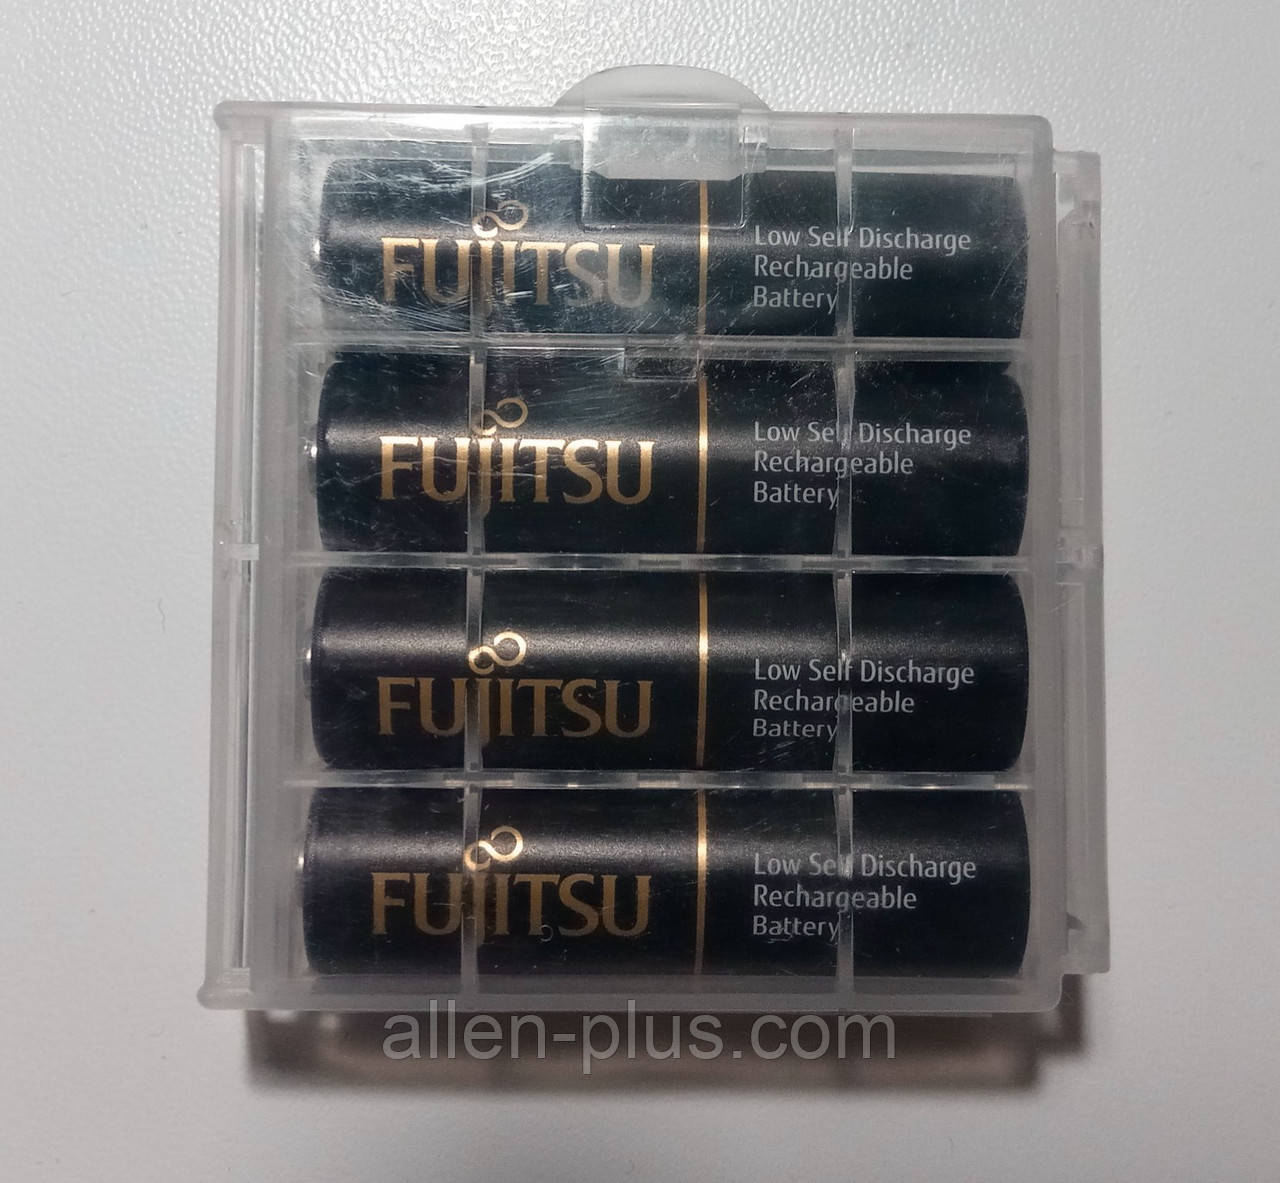 FUJITSU
Low Self Discharge
Rechargeable
Battery
FUJITSU
Low Self Discharge
Rechargeable
Battery
FUJITSU
Low Self Discharge
Rechargeable
Battery
FUJITSU
Low Self Discharge
Rechargeable
Battery
allen-plus.com